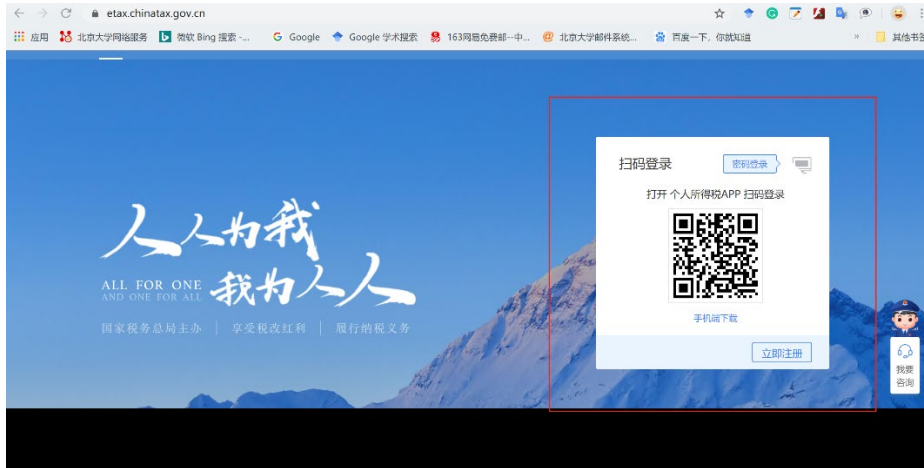 etax.chinatax.gov.cn
应用 北京大学网络服务 微软 Bing 搜索 -... Google Google 学术搜索 163网易免费邮--中... 北京大学邮件系统... 百度一下，你就知道 » 其他书签
扫码登录 密码登录
打开 个人所得税APP 扫码登录
人人为我
ALL FOR ONE
AND ONE FOR ALL
我为人人
国家税务总局主办 | 享受税改红利 | 履行纳税义务
手机端下载
立即注册
我要
咨询